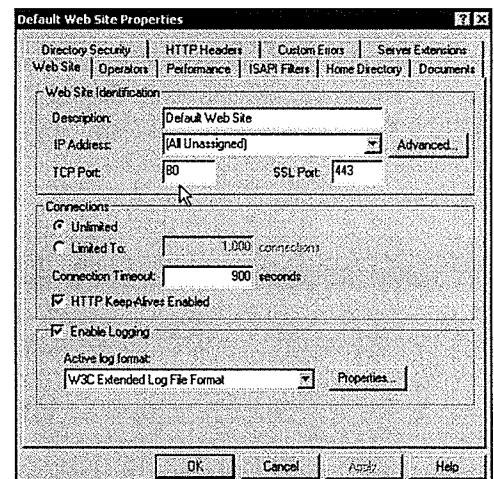 Default Web Site Properties
Directory Security HTTP Headers Custom Errors Server Extensions
Web Site Operators Performance ISAPI Filters Home Directory Documents
Web Site Identification
Description: Default Web Site
IP Address: (All Unassigned) Advanced...
TCP Port: 80 SSL Port: 443
Connections
Unlimited
Limited To: 1,000 connections
Connection Timeout: 900 seconds
HTTP Keep-Alives Enabled
Enable Logging
Active log format:
W3C Extended Log File Format Properties...
OK Cancel Apply Help